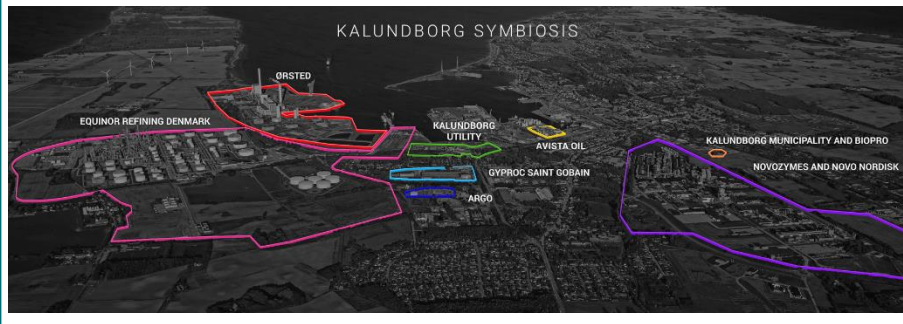 KALUNDBORG SYMBIOSIS
ØRSTED
EQUINOR REFINING DENMARK
KALUNDBORG
UTILITY
AVISTA OIL
KALUNDBORG MUNICIPALITY AND BIOPRO
NOVOZYMES AND NOVO NORDISK
GYPROC SAINT GOBAIN
ARGO